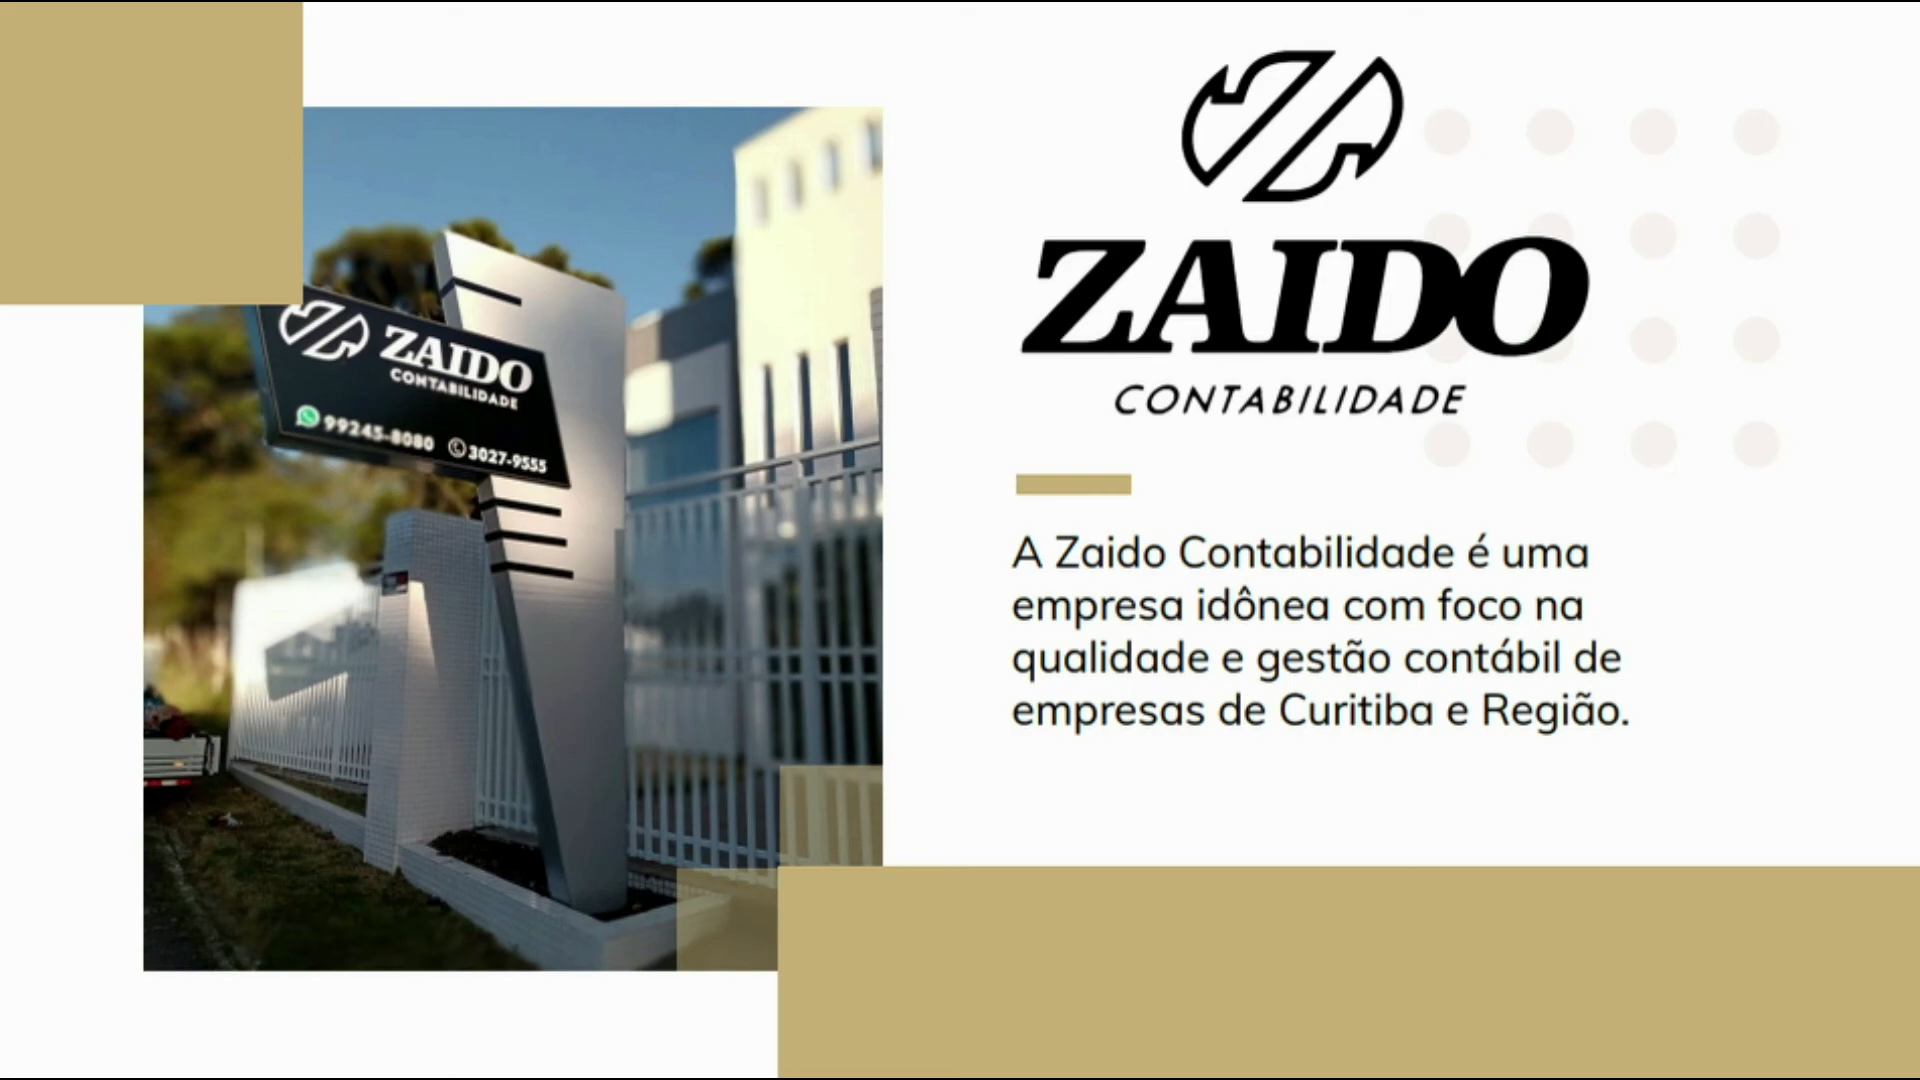 ZAIDO
CONTABILIDADE
99245-8080 3027-9555
ZAIDO
CONTABILIDADE
A Zaido Contabilidade é uma
empresa idônea com foco na
qualidade e gestão contábil de
empresas de Curitiba e Região.